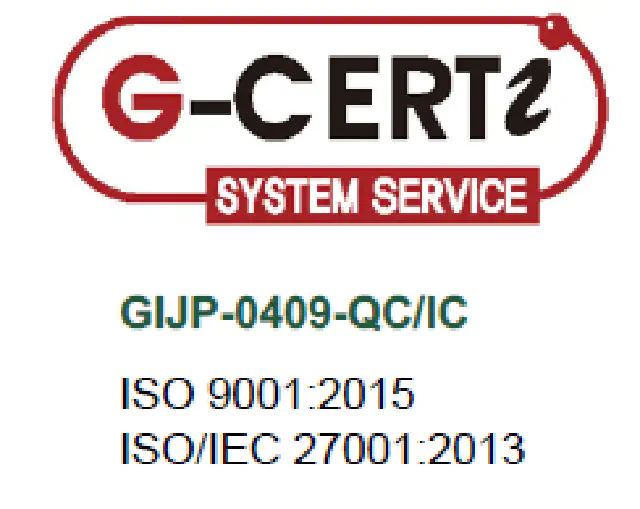 G-CERTi
SYSTEM SERVICE
GIJP-0409-QC/IC
ISO 9001:2015
ISO/IEC 27001:2013